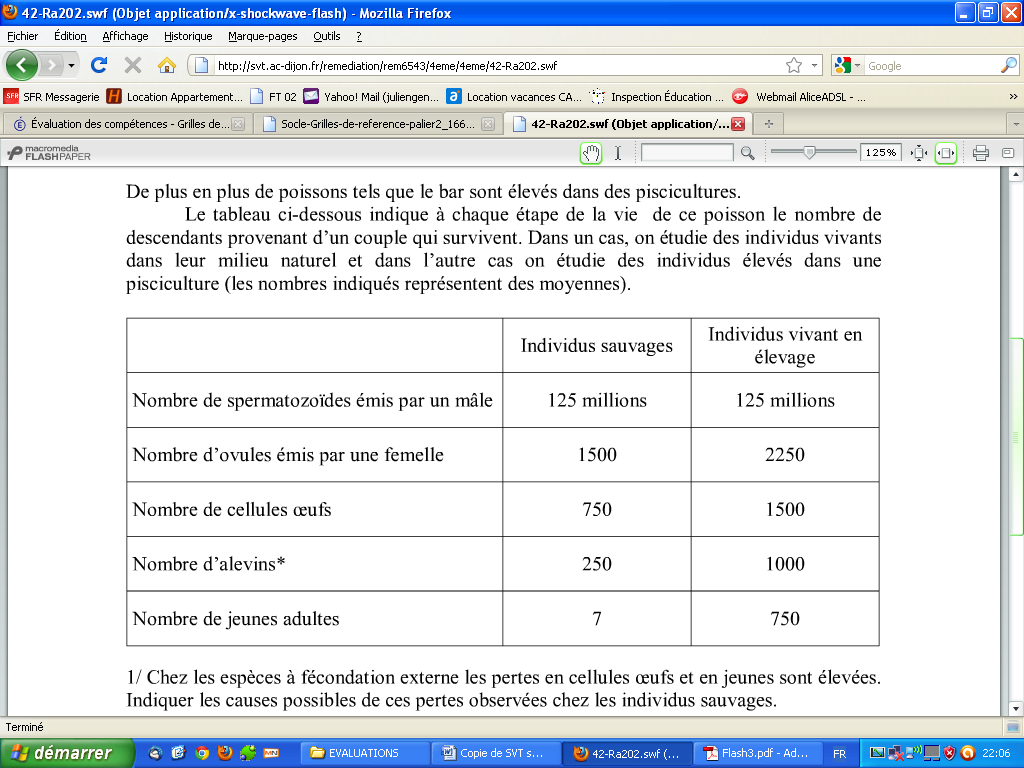 42-Ra202.swf (Objet application/x-shockwave-flash) - Mozilla Firefox
Fichier Édition Affichage Historique Marque-pages Outils ?
http://svt.ac-dijon.fr/remediation/rem6543/4eme/4eme/42-Ra202.swf
Google
SFR Messagerie Location Appartement... FT 02 Yahoo! Mail (juliengen... Location vacances CA... Inspection Éducation ... Webmail AliceADSL - ... »
Évaluation des compétences - Grilles de... Socle-Grilles-de-reference-palier2_166... 42-Ra202.swf (Objet application/...
macromedia
FLASHPAPER
125%
De plus en plus de poissons tels que le bar sont élevés dans des piscicultures.
Le tableau ci-dessous indique à chaque étape de la vie de ce poisson le nombre de
descendants provenant d'un couple qui survivent. Dans un cas, on étudie des individus vivants
dans leur milieu naturel et dans l'autre cas on étudie des individus élevés dans une
pisciculture (les nombres indiqués représentent des moyennes).
Individus sauvages Individus vivant en
élevage
Nombre de spermatozoïdes émis par un mâle 125 millions 125 millions
Nombre d'ovules émis par une femelle 1500 2250
Nombre de cellules œufs 750 1500
Nombre d'alevins* 250 1000
Nombre de jeunes adultes 7 750
1/ Chez les espèces à fécondation externe les pertes en cellules œufs et en jeunes sont élevées.
Indiquer les causes possibles de ces pertes observées chez les individus sauvages.
Terminé
démarrer EVALUATIONS Copie de SVT s... 42-Ra202.swf (... Flash3.pdf - Ad... FR 22:06